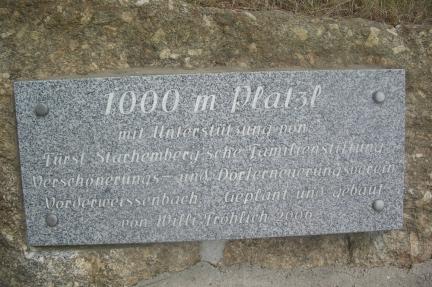 1000 m Platzl
mit Unterstützung von
Fürst Starhemberg'sche Familienstiftung
Verschönerungs- und Dorferneuerungsverein
Vorderweissenbach Geplant und gebaut
von Willi Fröhlich 2006